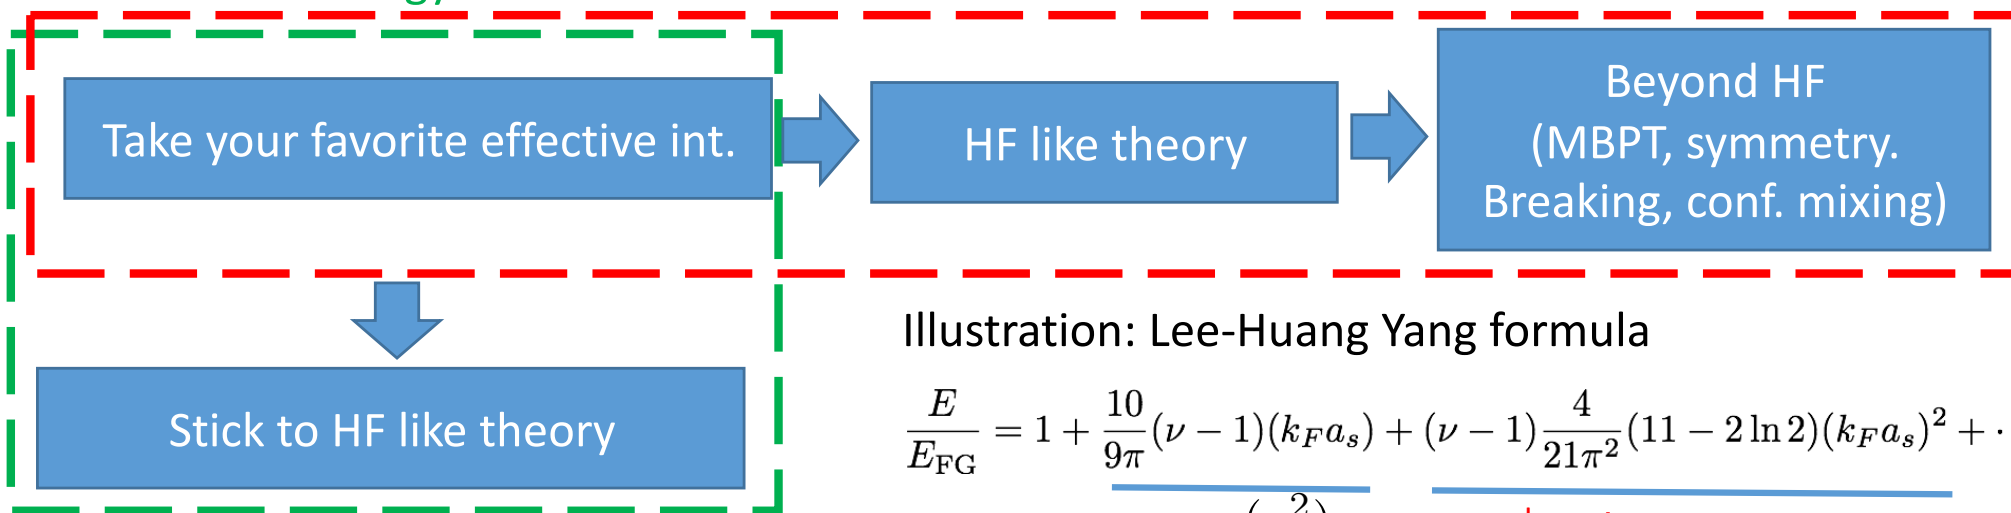 Take your favorite effective int.
HF like theory
Beyond HF
(MBPT, symmetry.
Breaking, conf. mixing)
Stick to HF like theory
Illustration: Lee-Huang Yang formula
E/E_FG = 1 + 10/9π (ν − 1)(k_F a_s) + (ν − 1) 4/21π² (11 − 2 ln 2)(k_F a_s)² + ·